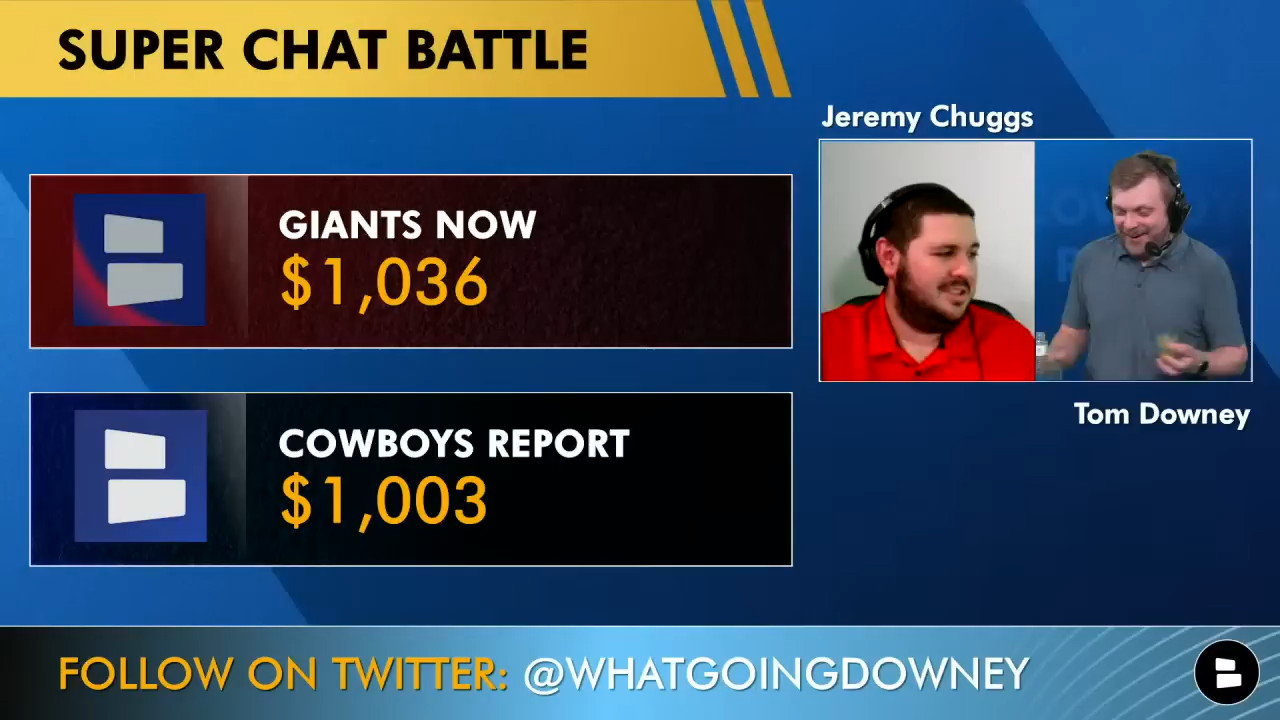 SUPER CHAT BATTLE
Jeremy Chuggs
GIANTS NOW
$1,036
COWBOYS REPORT
$1,003
Tom Downey
FOLLOW ON TWITTER: @WHATGOINGDOWNEY